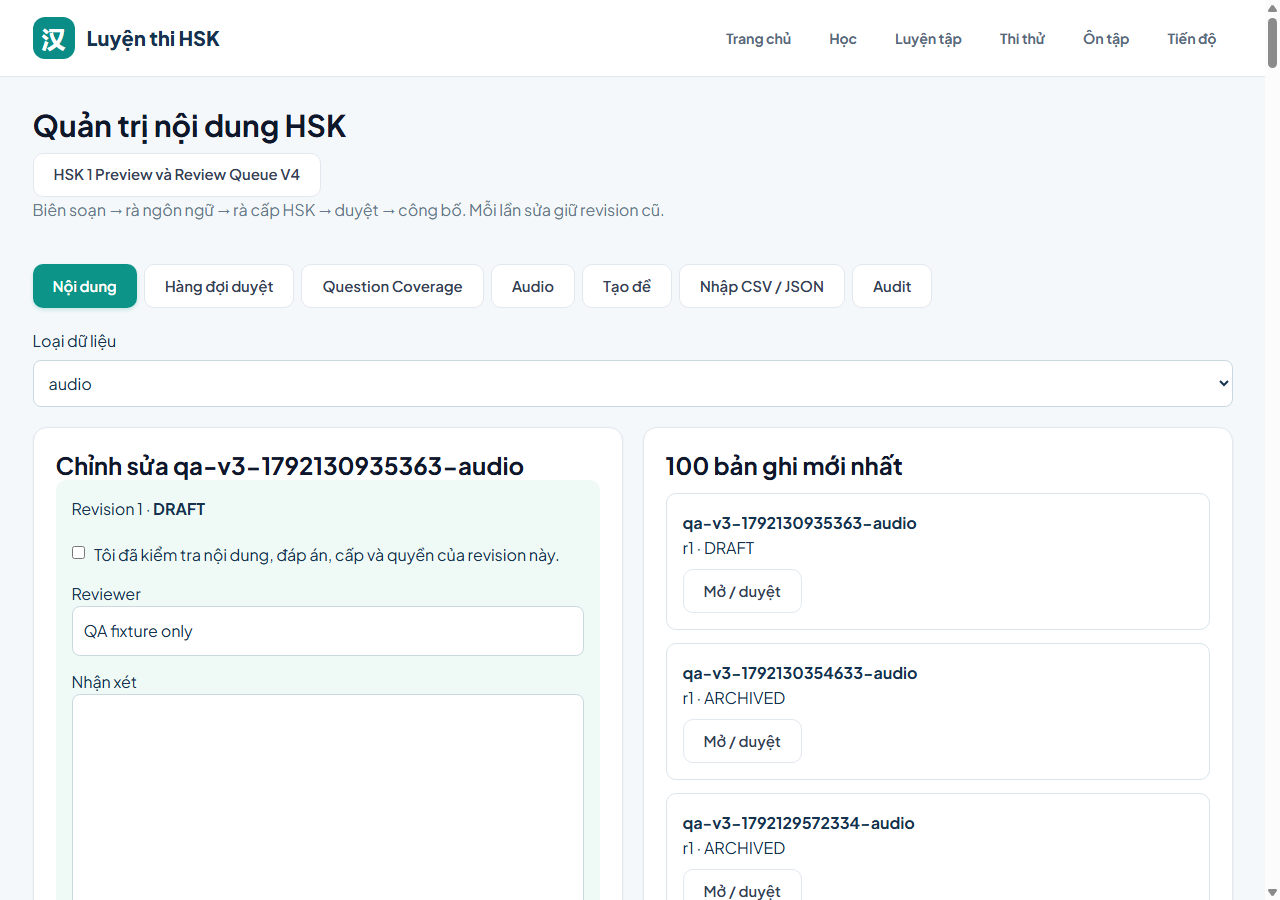 汉 Luyện thi HSK
Trang chủ Học Luyện tập Thi thử Ôn tập Tiến độ
Quản trị nội dung HSK
HSK 1 Preview và Review Queue V4
Biên soạn → rà ngôn ngữ → rà cấp HSK → duyệt → công bố. Mỗi lần sửa giữ revision cũ.
Nội dung Hàng đợi duyệt Question Coverage Audio Tạo đề Nhập CSV / JSON Audit
Loại dữ liệu
audio
Chỉnh sửa qa-v3-1792130935363-audio
Revision 1 · DRAFT
Tôi đã kiểm tra nội dung, đáp án, cấp và quyền của revision này.
Reviewer
QA fixture only
Nhận xét
100 bản ghi mới nhất
qa-v3-1792130935363-audio
r1 · DRAFT
Mở / duyệt
qa-v3-1792130354633-audio
r1 · ARCHIVED
Mở / duyệt
qa-v3-1792129572334-audio
r1 · ARCHIVED
Mở / duyệt